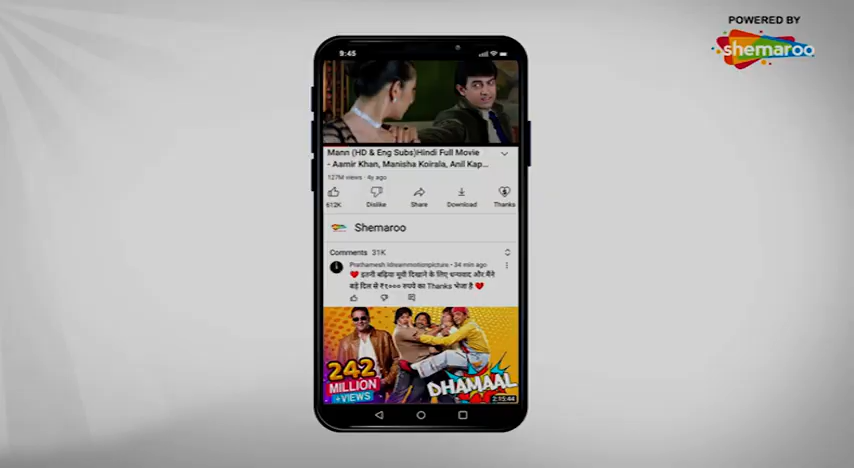 POWERED BY
shemaroo
9:45
Mann (HD & Eng Subs)Hindi Full Movie
- Aamir Khan, Manisha Koirala, Anil Kap...
127M views · 4y ago
612K
Dislike
Share
Download
Thanks
Shemaroo
Comments 31K
34 min ago
❤️ इतनी बढ़िया मूवी दिखाने के लिए धन्यवाद और मैंने
बड़े दिल से ₹१००० रुपये का Thanks भेजा है ❤️
242
MILLION
+VIEWS
DHAMAAL
2:15:44